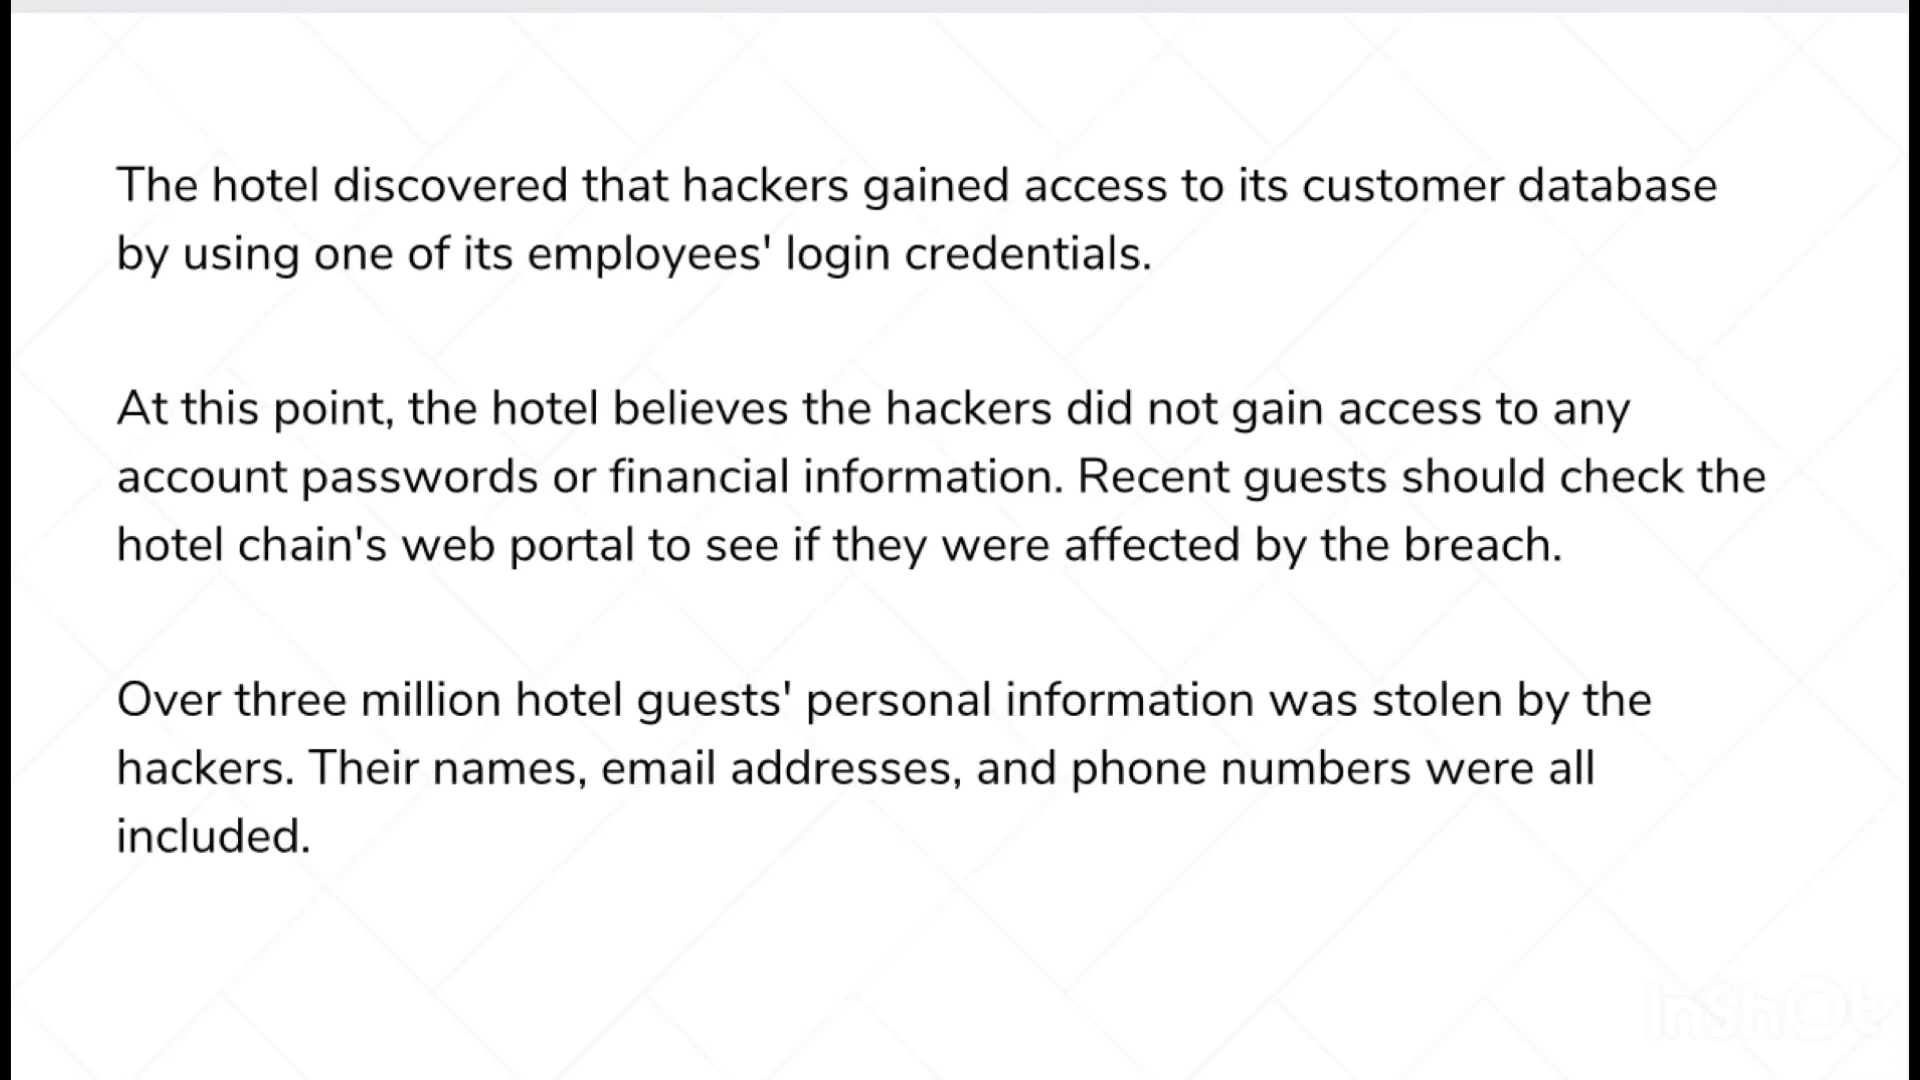 The hotel discovered that hackers gained access to its customer database
by using one of its employees' login credentials.
At this point, the hotel believes the hackers did not gain access to any
account passwords or financial information. Recent guests should check the
hotel chain's web portal to see if they were affected by the breach.
Over three million hotel guests' personal information was stolen by the
hackers. Their names, email addresses, and phone numbers were all
included.
InShOt